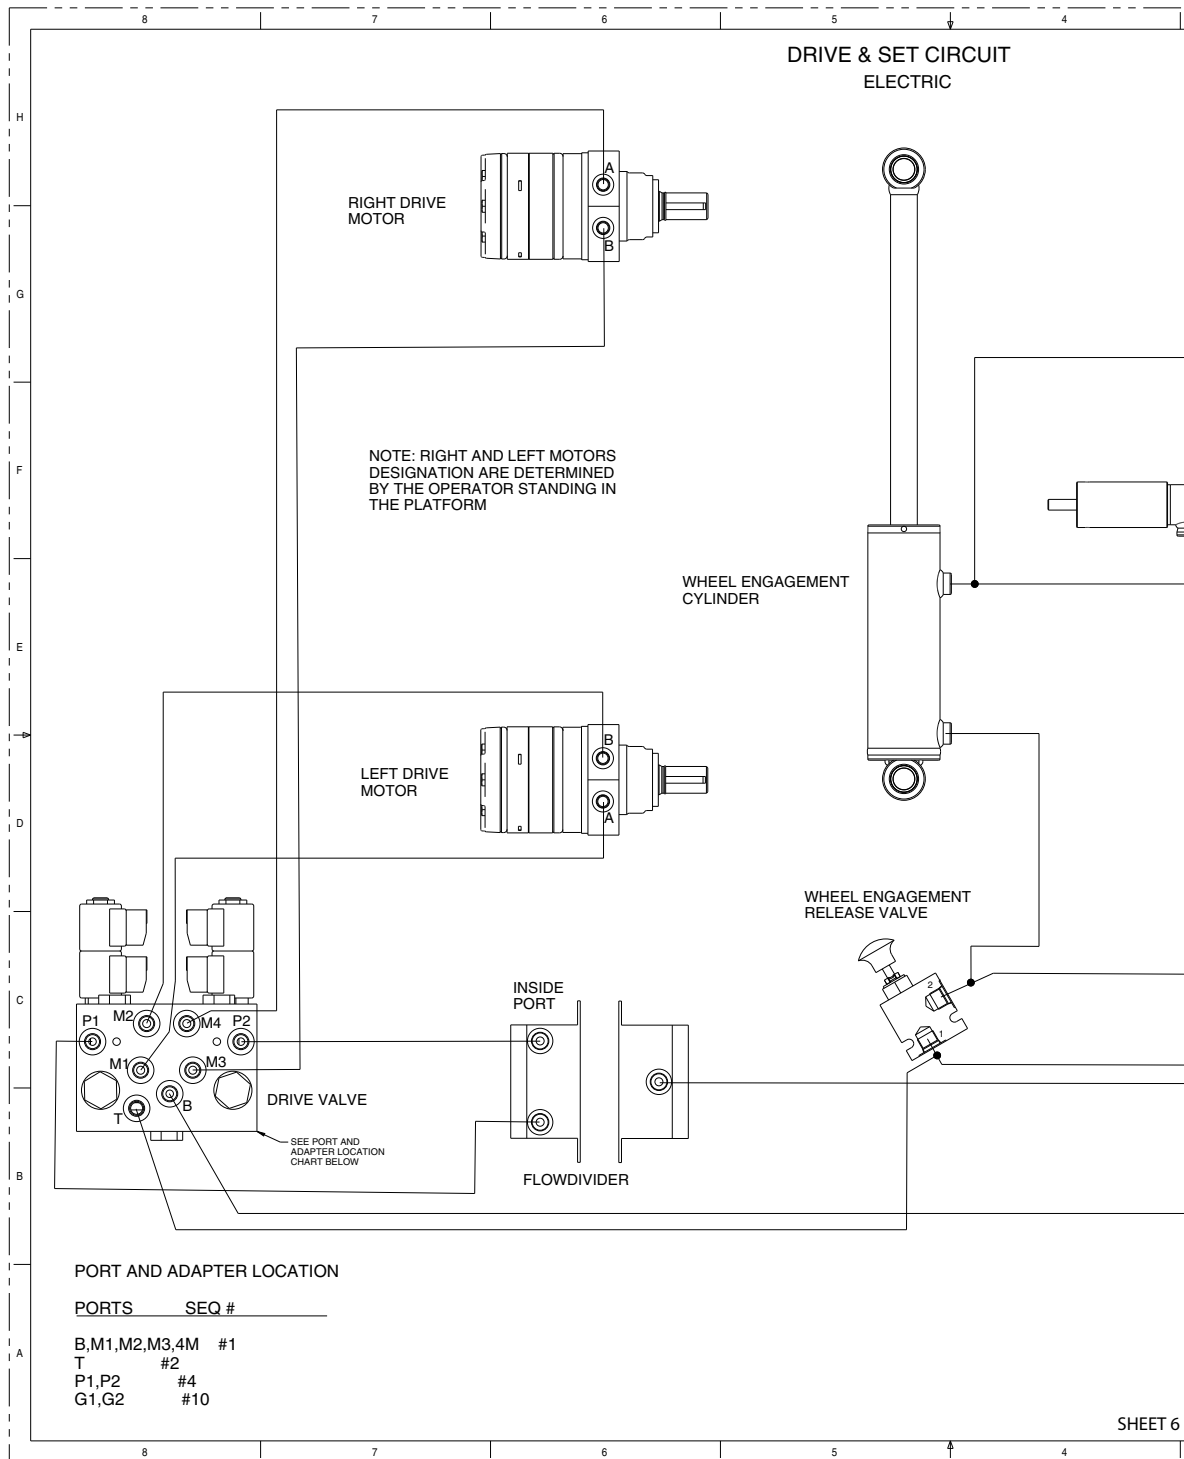 8 7 6 5 4
DRIVE & SET CIRCUIT
ELECTRIC
H
A
RIGHT DRIVE
MOTOR
B
G
NOTE: RIGHT AND LEFT MOTORS
DESIGNATION ARE DETERMINED
BY THE OPERATOR STANDING IN
THE PLATFORM
F
WHEEL ENGAGEMENT
CYLINDER
E
B
LEFT DRIVE
MOTOR
A
D
WHEEL ENGAGEMENT
RELEASE VALVE
2
1
C
INSIDE
PORT
P1
M2
M4
P2
M1
M3
B
T
DRIVE VALVE
SEE PORT AND
ADAPTER LOCATION
CHART BELOW
FLOWDIVIDER
B
PORT AND ADAPTER LOCATION
PORTS SEQ #
B,M1,M2,M3,4M #1
T #2
P1,P2 #4
G1,G2 #10
A
SHEET 6
8 7 6 5 4